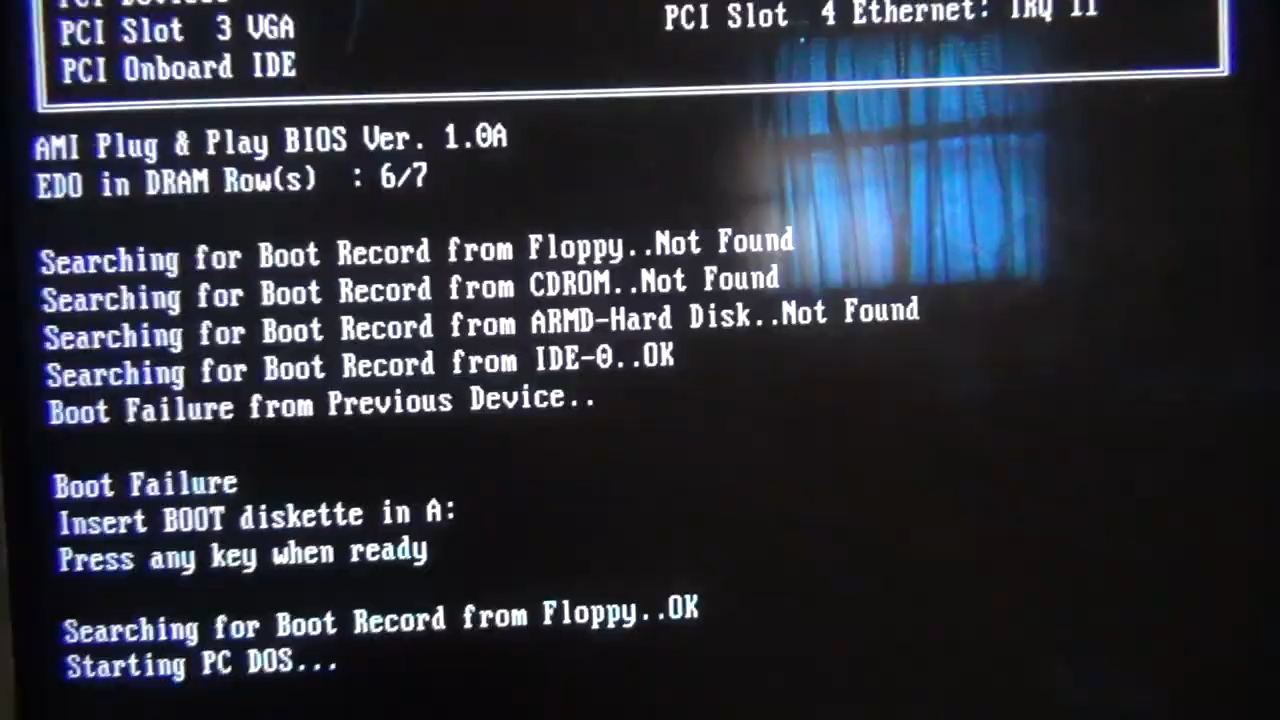 PCI Devices
PCI Slot 3 VGA
PCI Slot 4 Ethernet: IRQ 11
PCI Onboard IDE
AMI Plug & Play BIOS Ver. 1.0A
EDO in DRAM Row(s) : 6/7
Searching for Boot Record from Floppy..Not Found
Searching for Boot Record from CDROM..Not Found
Searching for Boot Record from ARMD-Hard Disk..Not Found
Searching for Boot Record from IDE-0..OK
Boot Failure from Previous Device..
Boot Failure
Insert BOOT diskette in A:
Press any key when ready
Searching for Boot Record from Floppy..OK
Starting PC DOS...